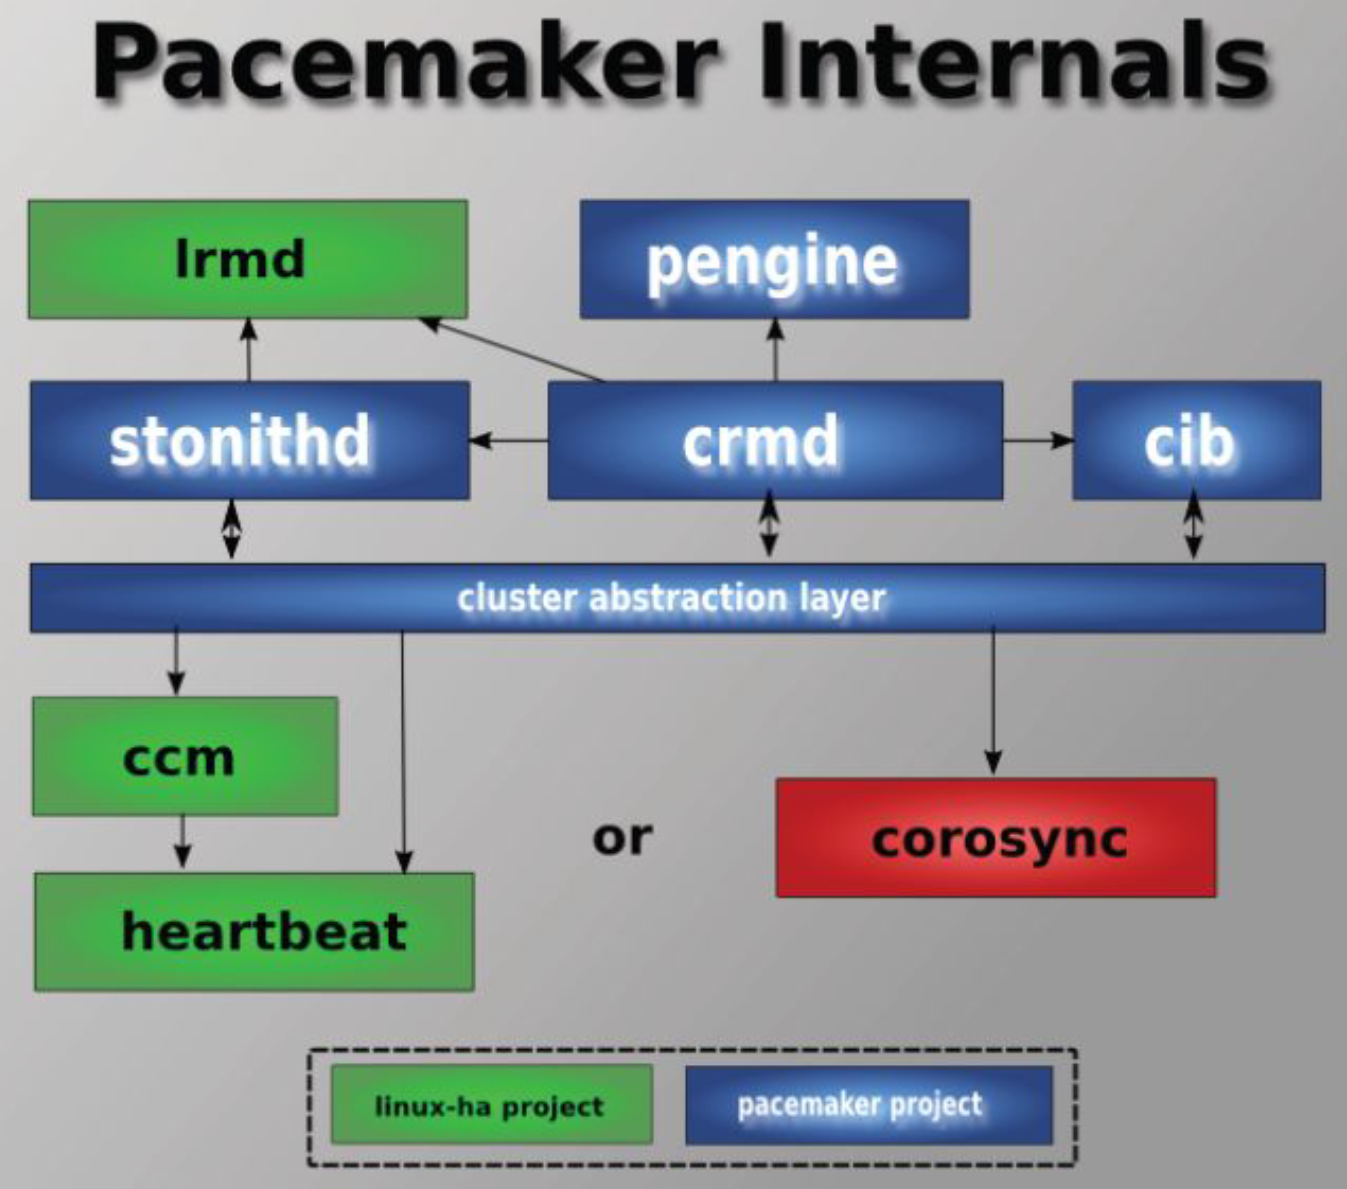 Pacemaker Internals
lrmd
pengine
stonithd
crmd
cib
cluster abstraction layer
ccm
or
corosync
heartbeat
linux-ha project
pacemaker project